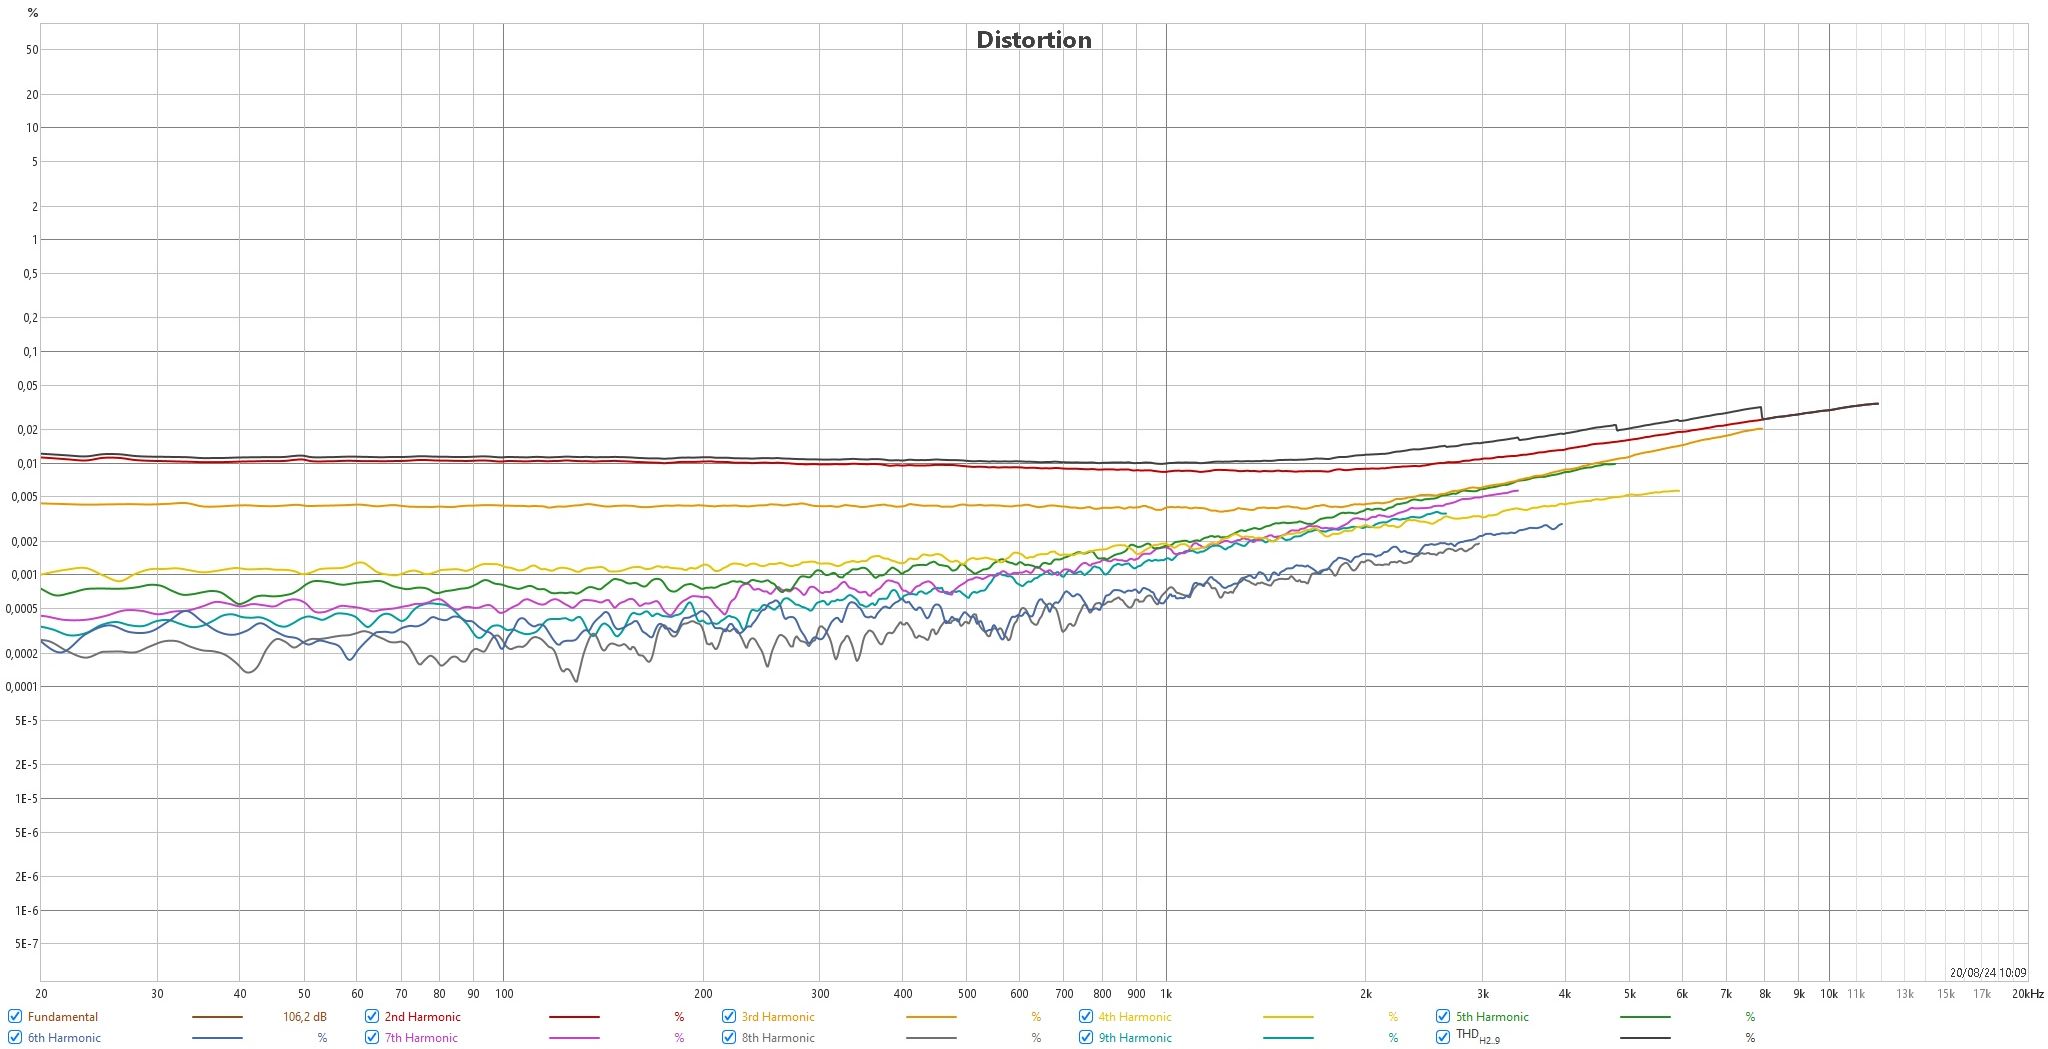 %
Distortion
50
20
10
5
2
1
0,5
0,2
0,1
0,05
0,02
0,01
0,005
0,002
0,001
0,0005
0,0002
0,0001
5E-5
2E-5
1E-5
5E-6
2E-6
1E-6
5E-7
20/08/24 10:09
20 30 40 50 60 70 80 90 100 200 300 400 500 600 700 800 900 1k 2k 3k 4k 5k 6k 7k 8k 9k 10k 11k 13k 15k 17k 20kHz
Fundamental 106,2 dB 2nd Harmonic % 3rd Harmonic % 4th Harmonic % 5th Harmonic %
6th Harmonic % 7th Harmonic % 8th Harmonic % 9th Harmonic % THD H2..9 %